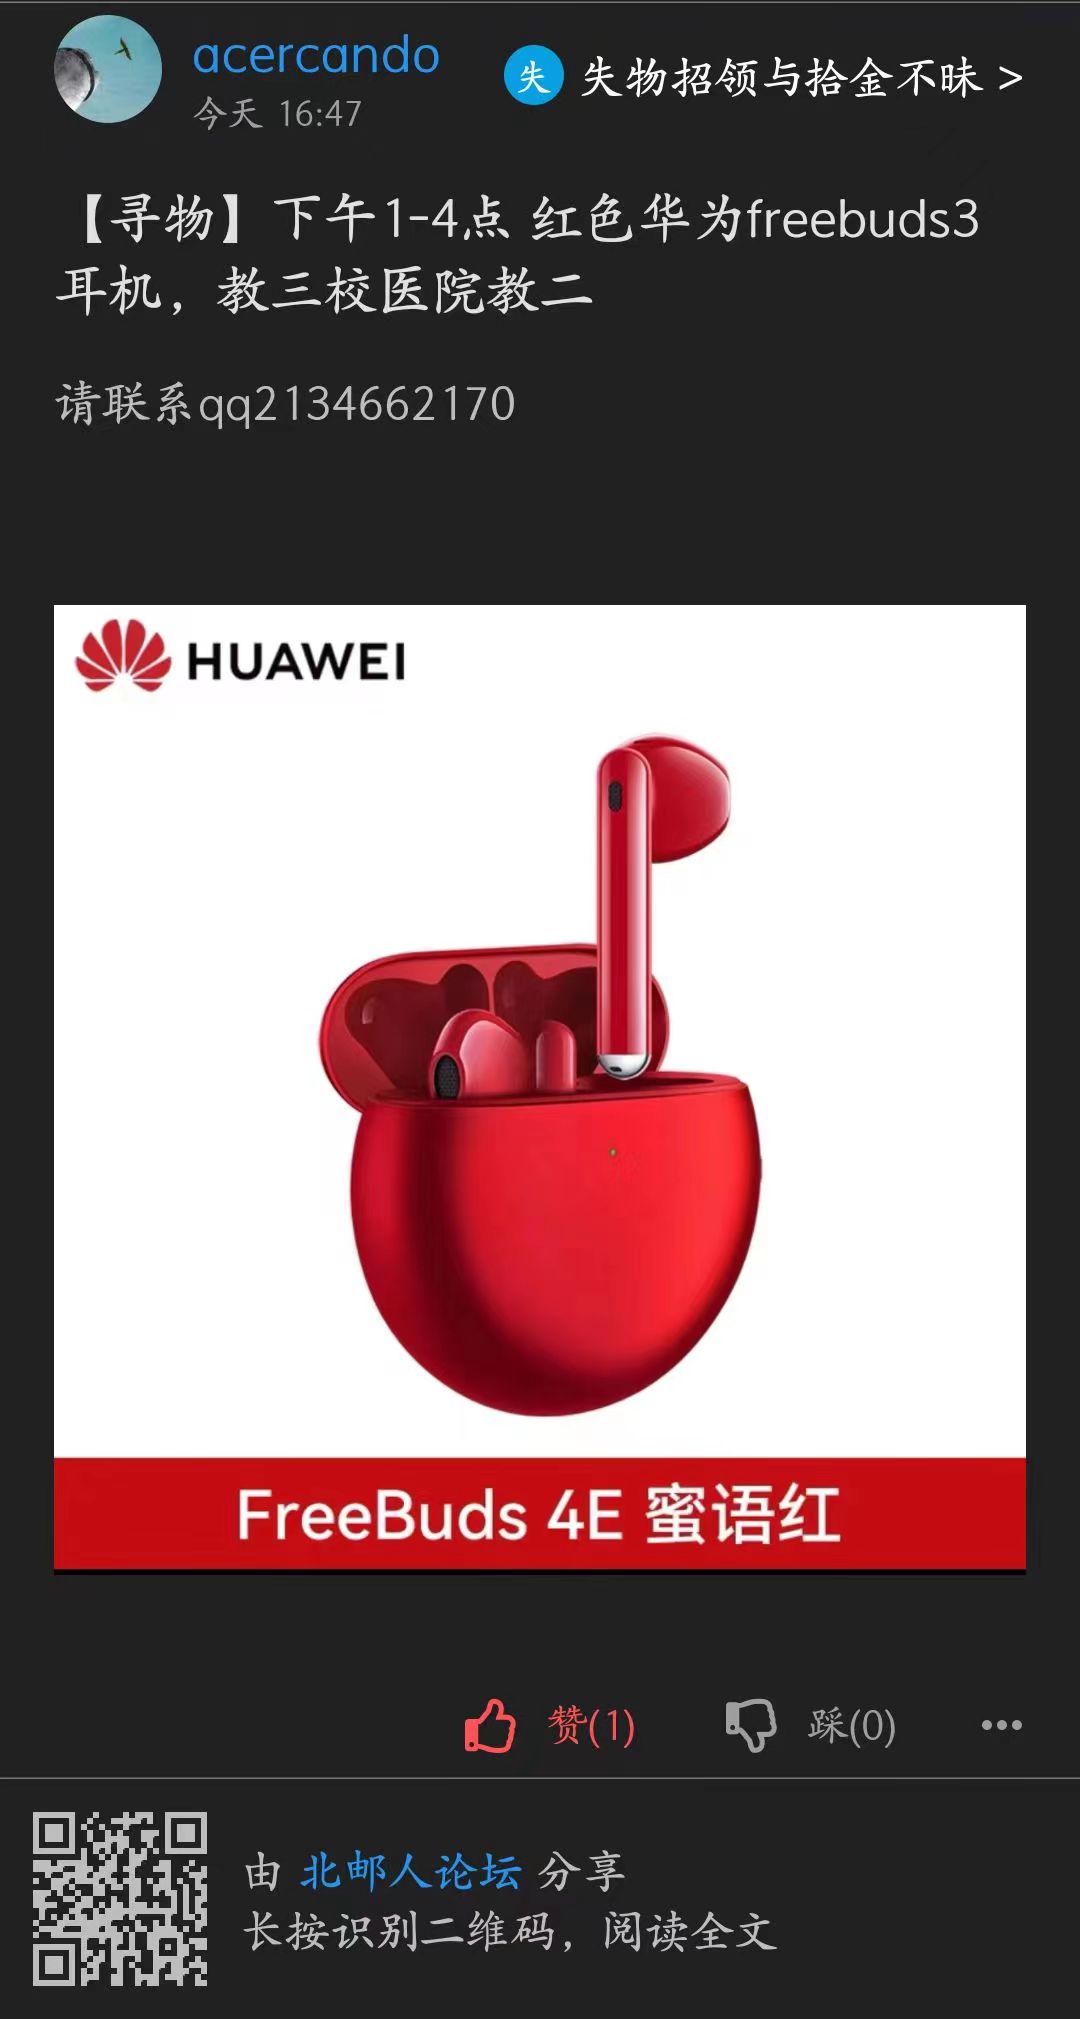 acercando
今天 16:47
失 失物招领与拾金不昧 >
【寻物】下午1-4点 红色华为freebuds3
耳机，教三校医院教二
请联系qq2134662170
HUAWEI
FreeBuds 4E 蜜语红
赞(1) 踩(0)
由 北邮人论坛 分享
长按识别二维码，阅读全文